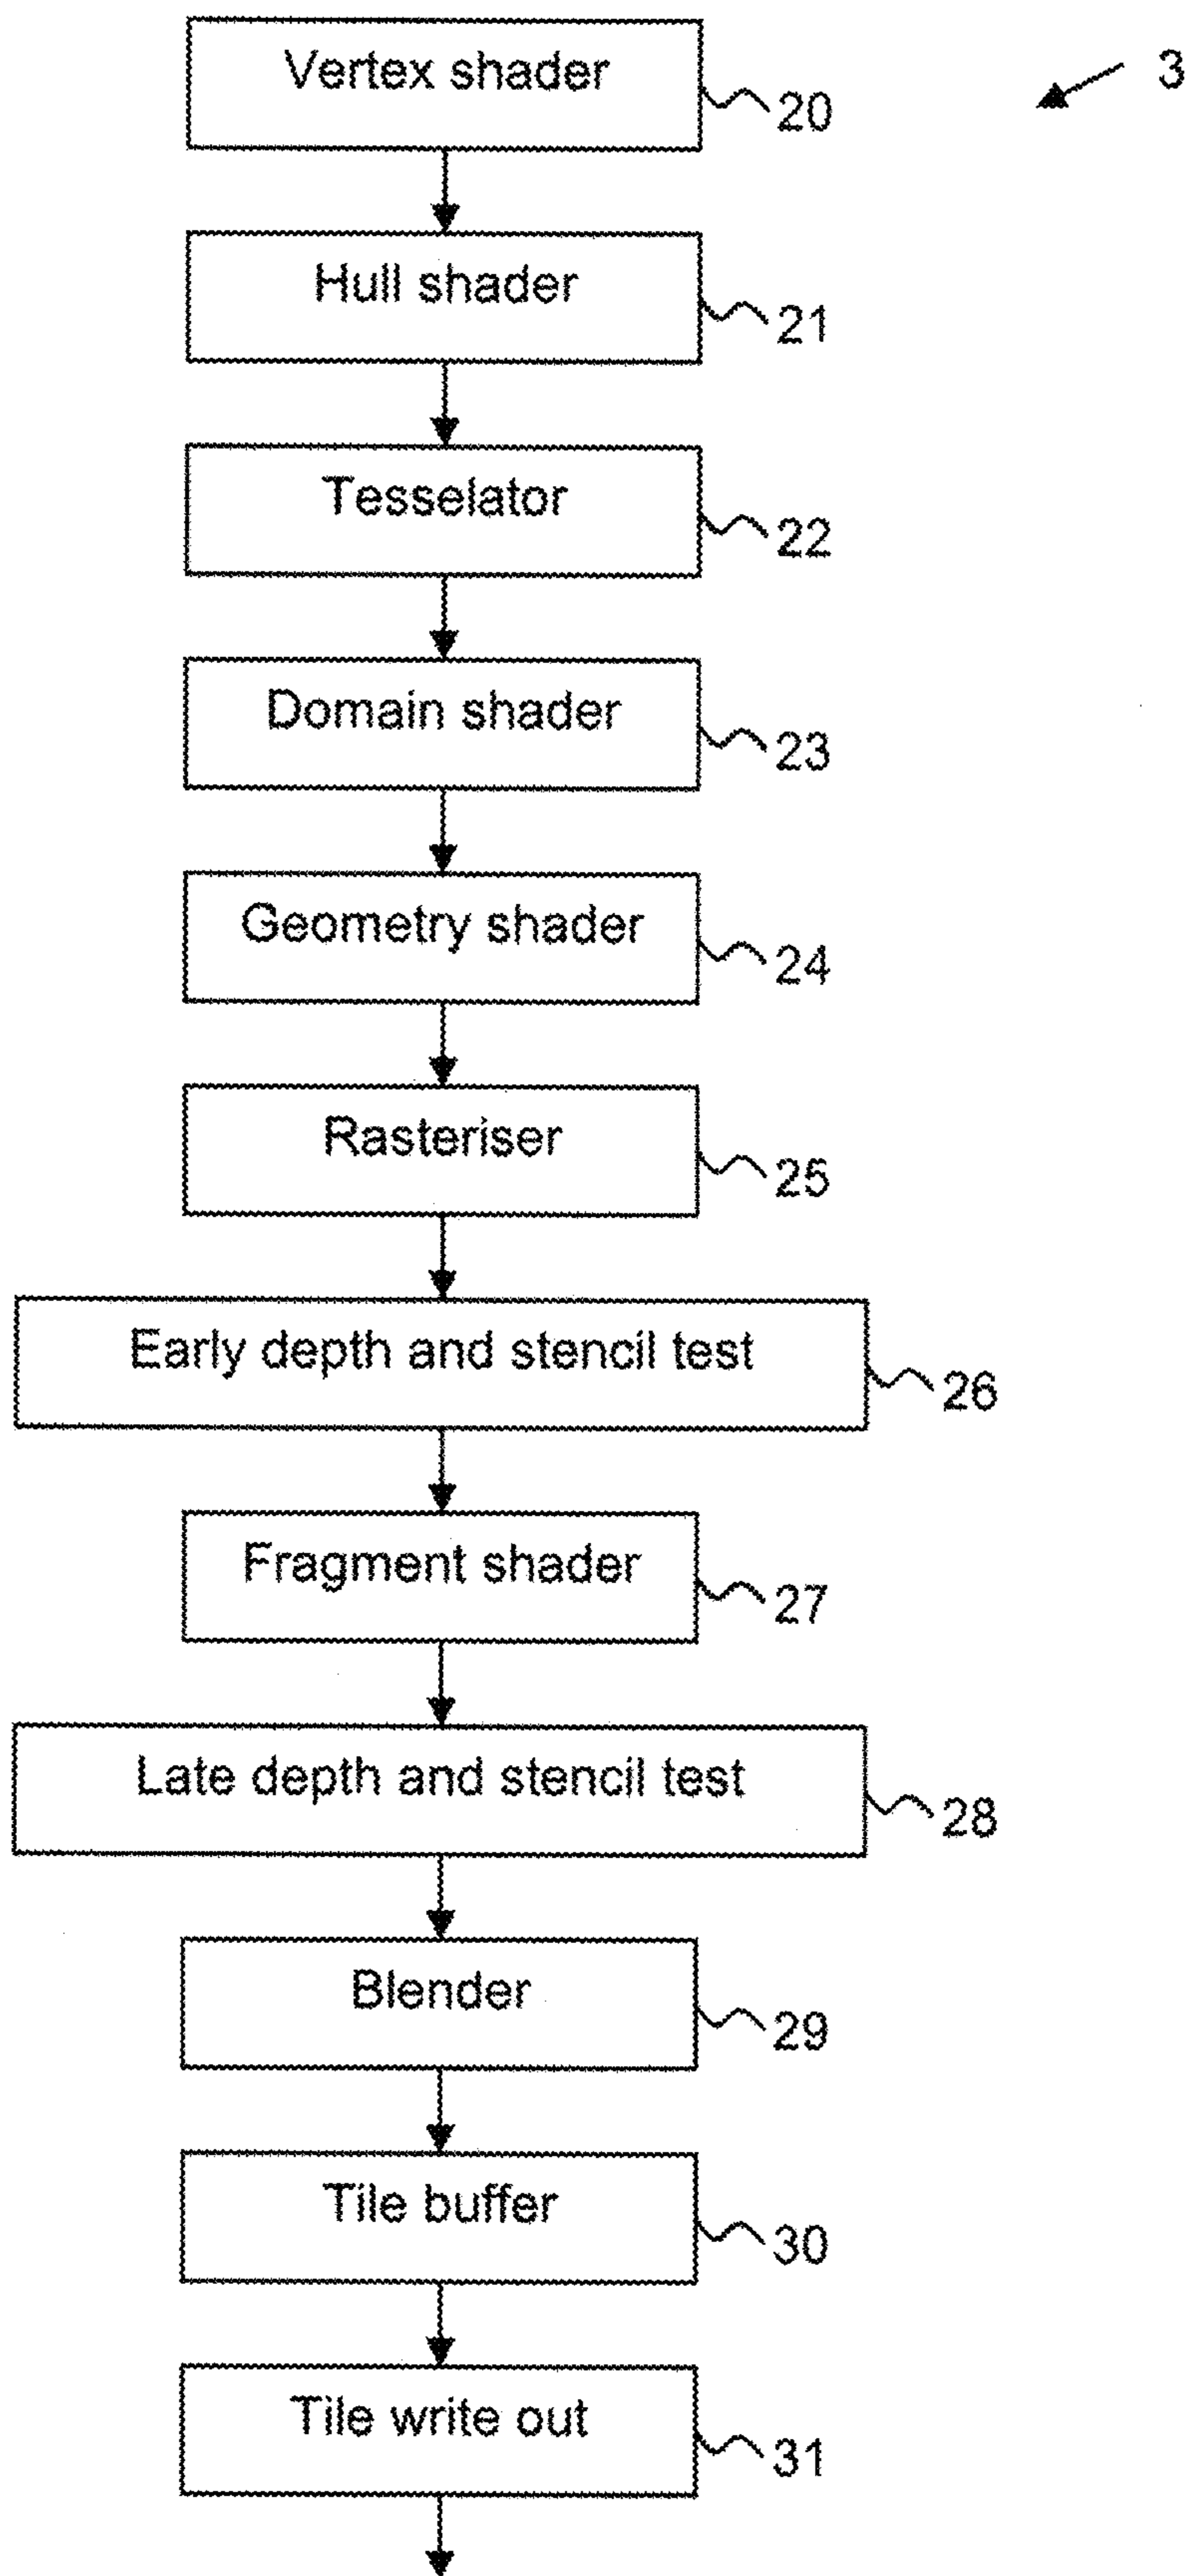 Vertex shader
20
3
Hull shader
21
Tesselator
22
Domain shader
23
Geometry shader
24
Rasteriser
25
Early depth and stencil test
26
Fragment shader
27
Late depth and stencil test
28
Blender
29
Tile buffer
30
Tile write out
31